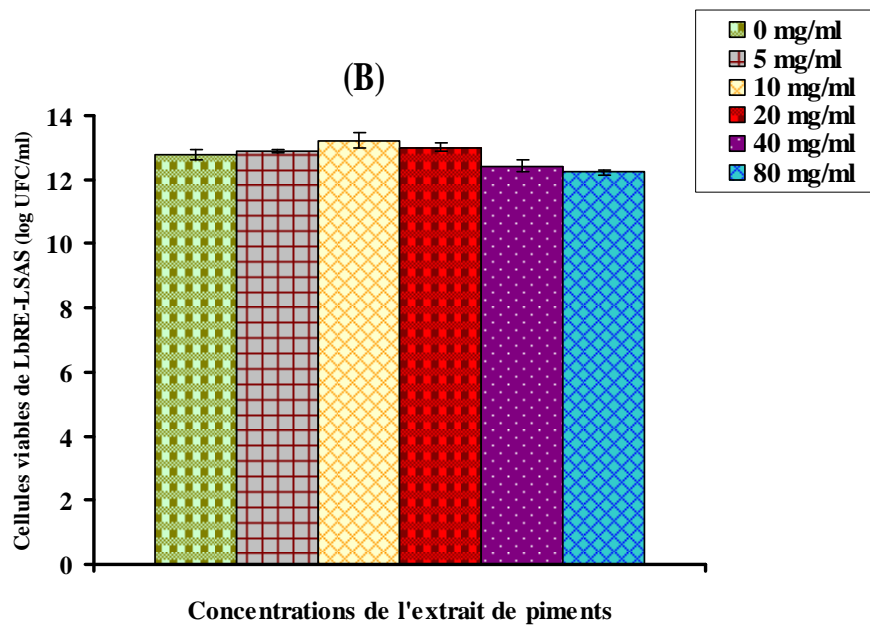 0 mg/ml
5 mg/ml
10 mg/ml
20 mg/ml
40 mg/ml
80 mg/ml
(B)
Cellules viables de LbRE-LSAS (log UFC/ml)
14
12
10
8
6
4
2
0
Concentrations de l'extrait de piments